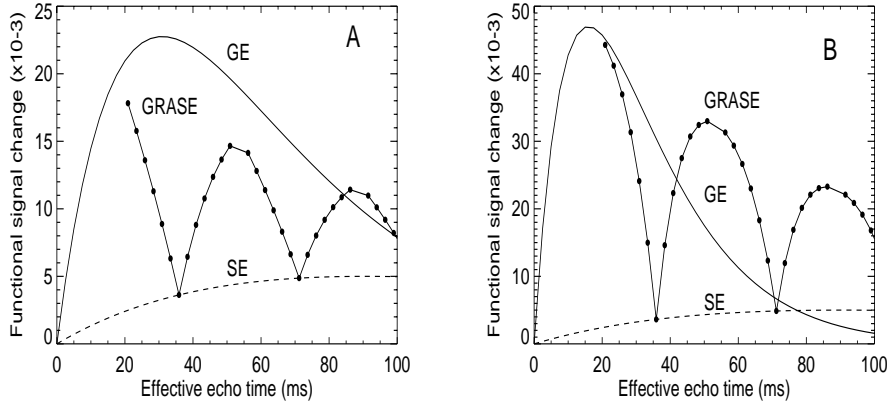 Functional signal change (x10-3)
25
20
15
10
5
0
A
GE
GRASE
SE
0 20 40 60 80 100
Effective echo time (ms)
Functional signal change (x10-3)
50
40
30
20
10
0
B
GRASE
GE
SE
0 20 40 60 80 100
Effective echo time (ms)